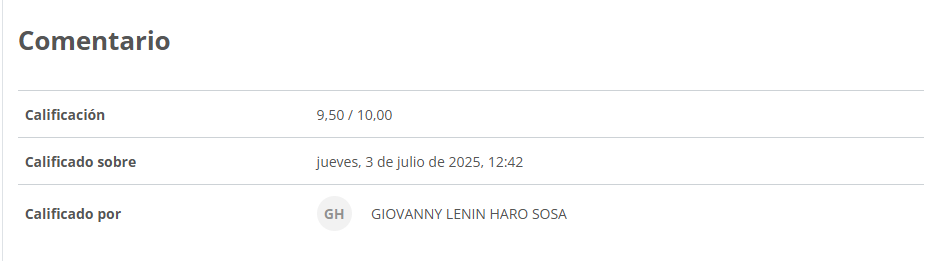 Comentario
Calificación 9,50 / 10,00
Calificado sobre jueves, 3 de julio de 2025, 12:42
Calificado por GH GIOVANNY LENIN HARO SOSA